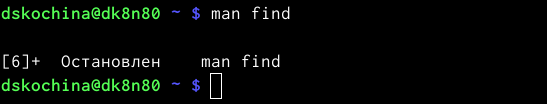 dskochina@dk8n80 ~ $ man find
[6]+  Остановлен    man find
dskochina@dk8n80 ~ $